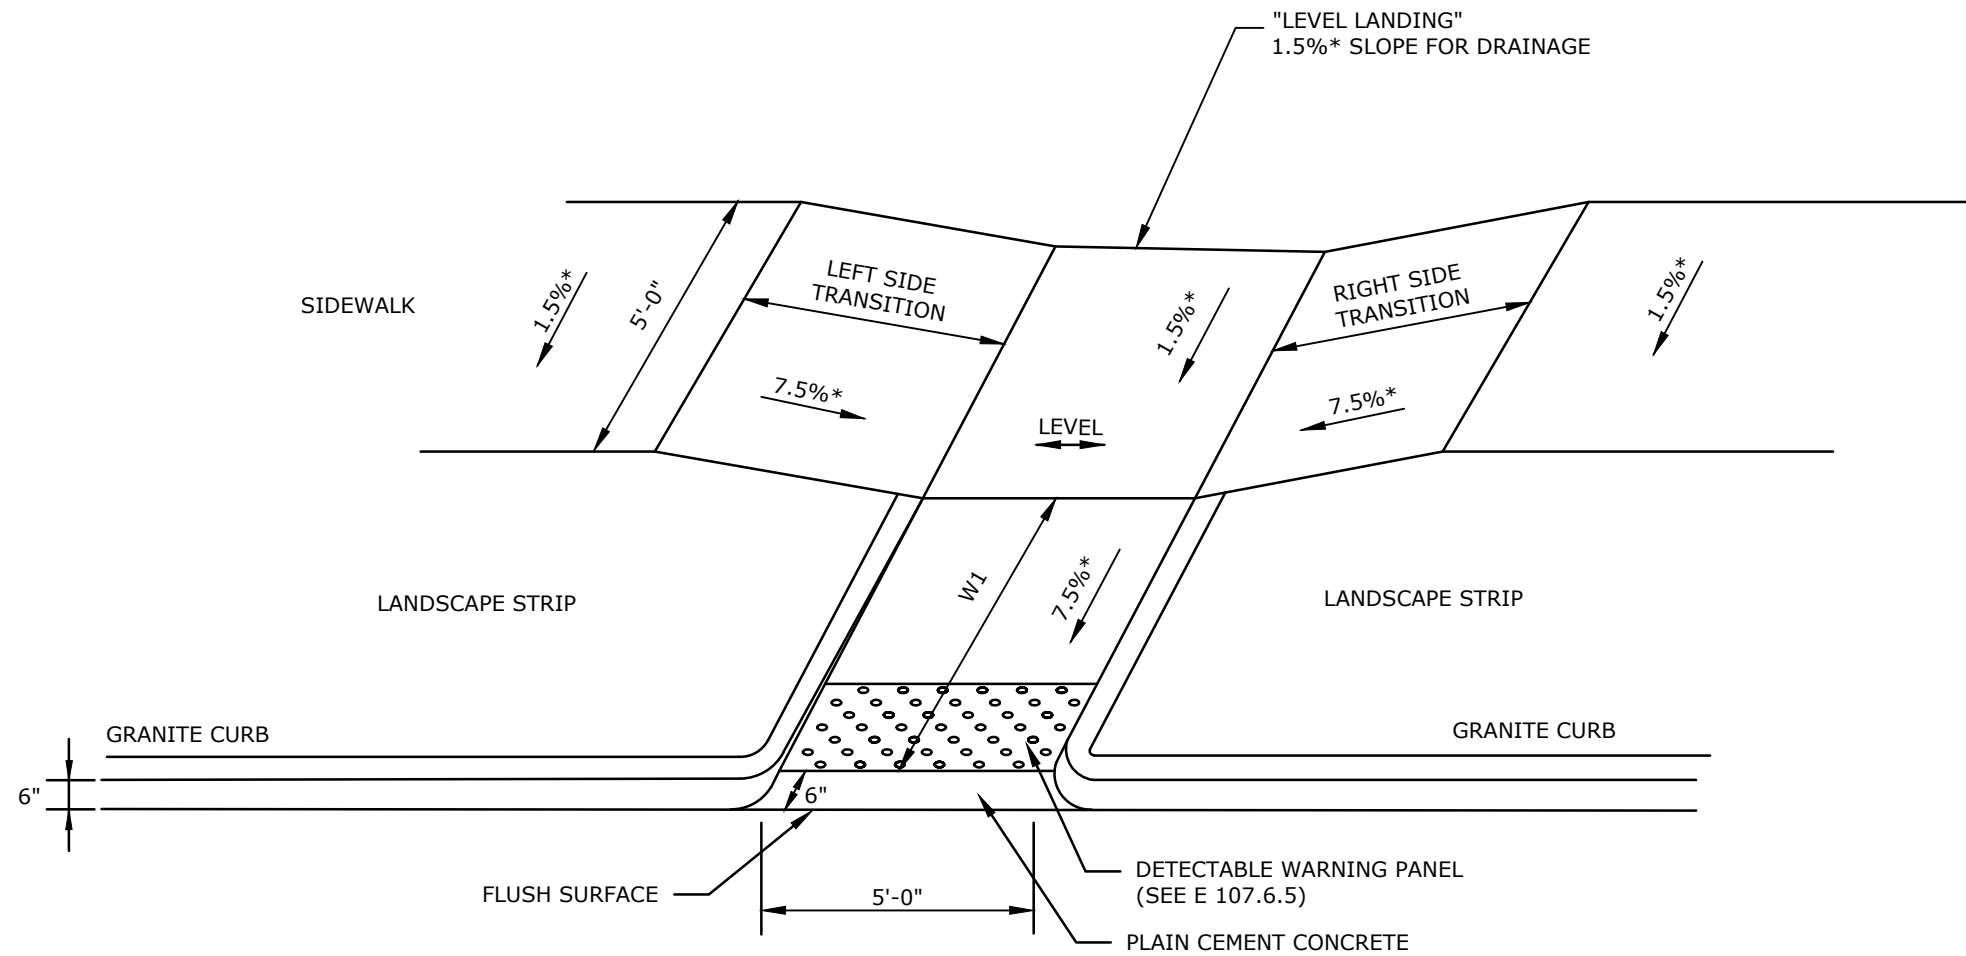 "LEVEL LANDING"
1.5%* SLOPE FOR DRAINAGE
SIDEWALK
1.5%*
5'-0"
LEFT SIDE
TRANSITION
7.5%*
1.5%*
LEVEL
RIGHT SIDE
TRANSITION
7.5%*
1.5%*
LANDSCAPE STRIP
W1
7.5%*
LANDSCAPE STRIP
GRANITE CURB
GRANITE CURB
6"
6"
FLUSH SURFACE
5'-0"
DETECTABLE WARNING PANEL
(SEE E 107.6.5)
PLAIN CEMENT CONCRETE